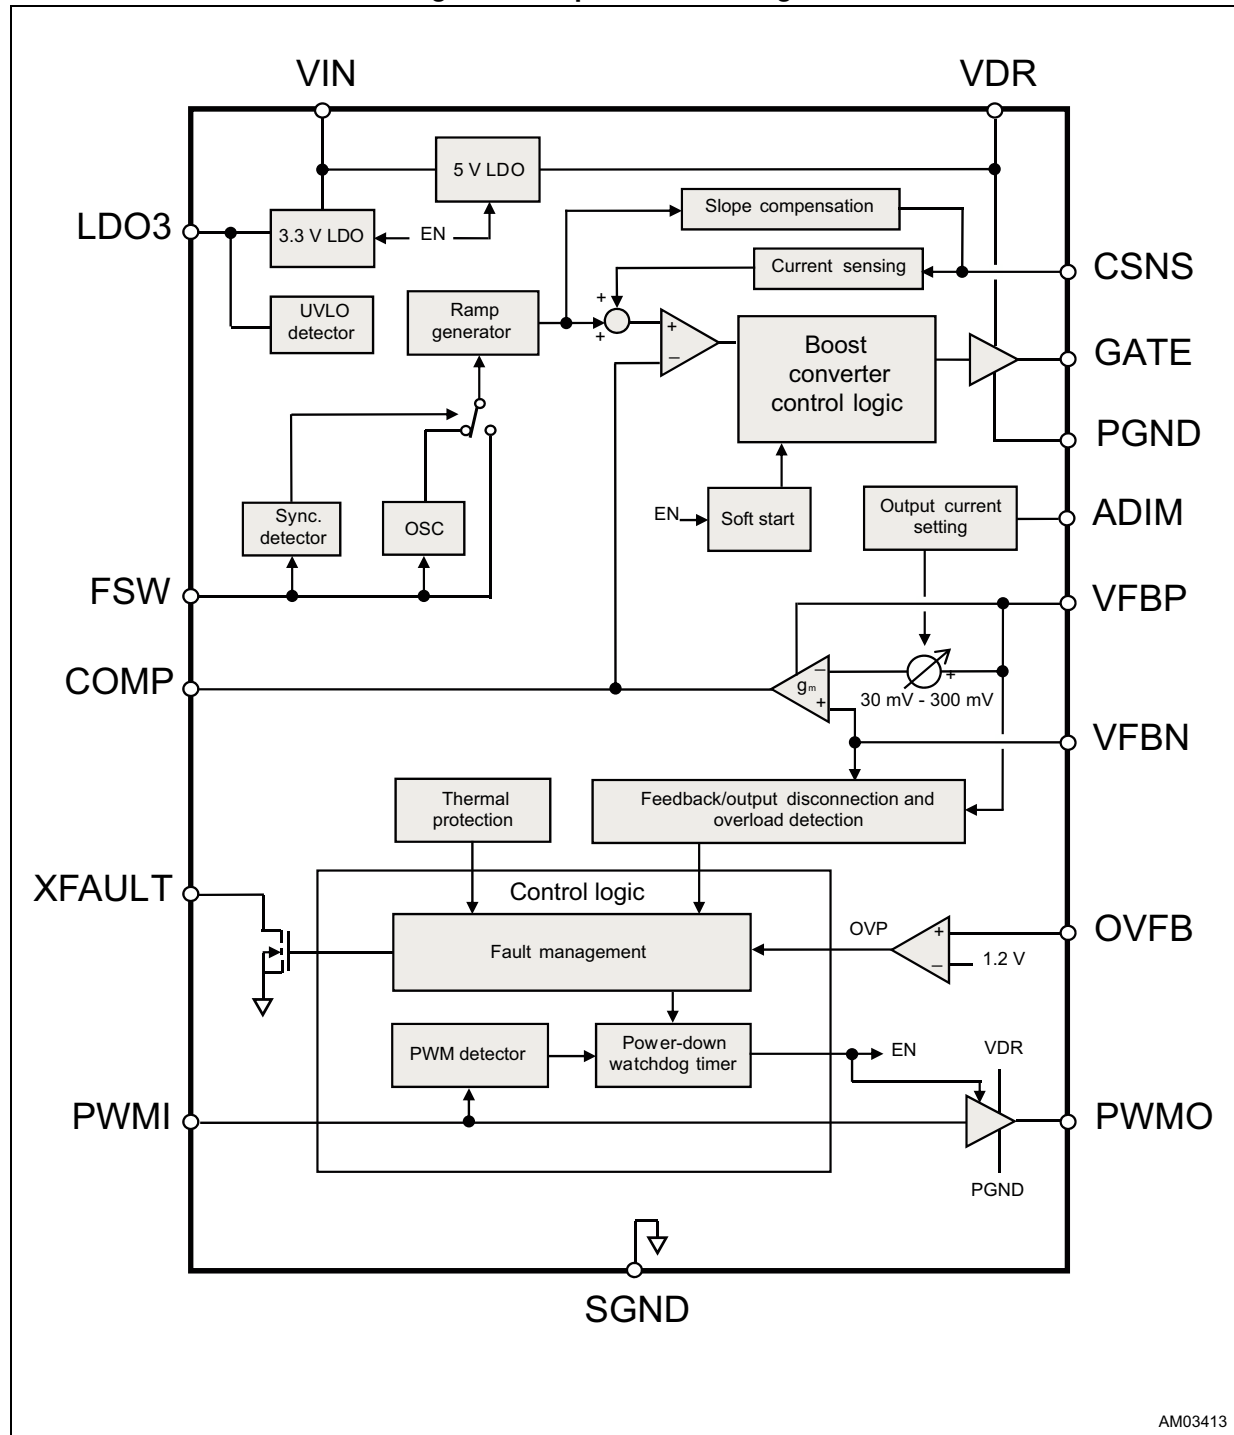 VIN
VDR
5 V LDO
Slope compensation
LDO3
3.3 V LDO
EN
Current sensing
CSNS
UVLO
detector
Ramp
generator
+
+
+
–
Boost
converter
control logic
GATE
PGND
Sync.
detector
OSC
EN
Soft start
Output current
setting
ADIM
FSW
VFBP
COMP
gm
–
+
+
30 mV - 300 mV
VFBN
Thermal
protection
Feedback/output disconnection and
overload detection
XFAULT
Control logic
Fault management
OVP
+
–
1.2 V
OVFB
PWM detector
Power-down
watchdog timer
EN
VDR
PWMI
PWMO
PGND
SGND
AM03413